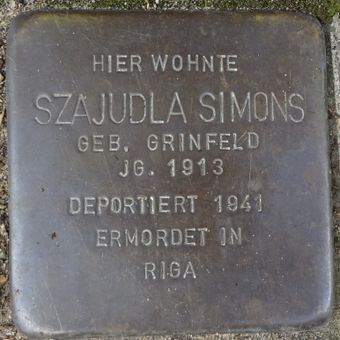 HIER WOHNTE
SZAJUDLA SIMONS
GEB. GRINFELD
JG. 1913
DEPORTIERT 1941
ERMORDET IN
RIGA